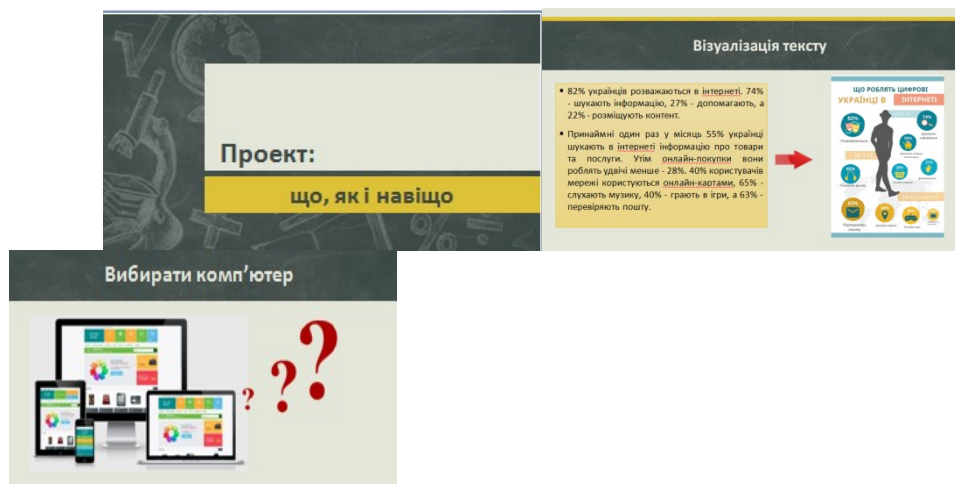 Проект:
що, як і навіщо
Візуалізація тексту
82% українців розважаються в інтернеті. 74%
- шукають інформацію, 27% - допомагають, а
22% - розміщують контент.
Принаймні один раз у місяць 55% українці
шукають в інтернеті інформацію про товари
та послуги. Утім онлайн-покупки вони
роблять удвічі менше - 28%. 40% користувачів
мережі користуються онлайн-картами, 65% -
слухають музику, 40% - грають в ігри, а 63% -
перевіряють пошту.
ЩО РОБЛЯТЬ ЦИФРОВІ
УКРАЇНЦІ В ІНТЕРНЕТІ
82%
74%
63%
Вибирати комп'ютер
? ? ?